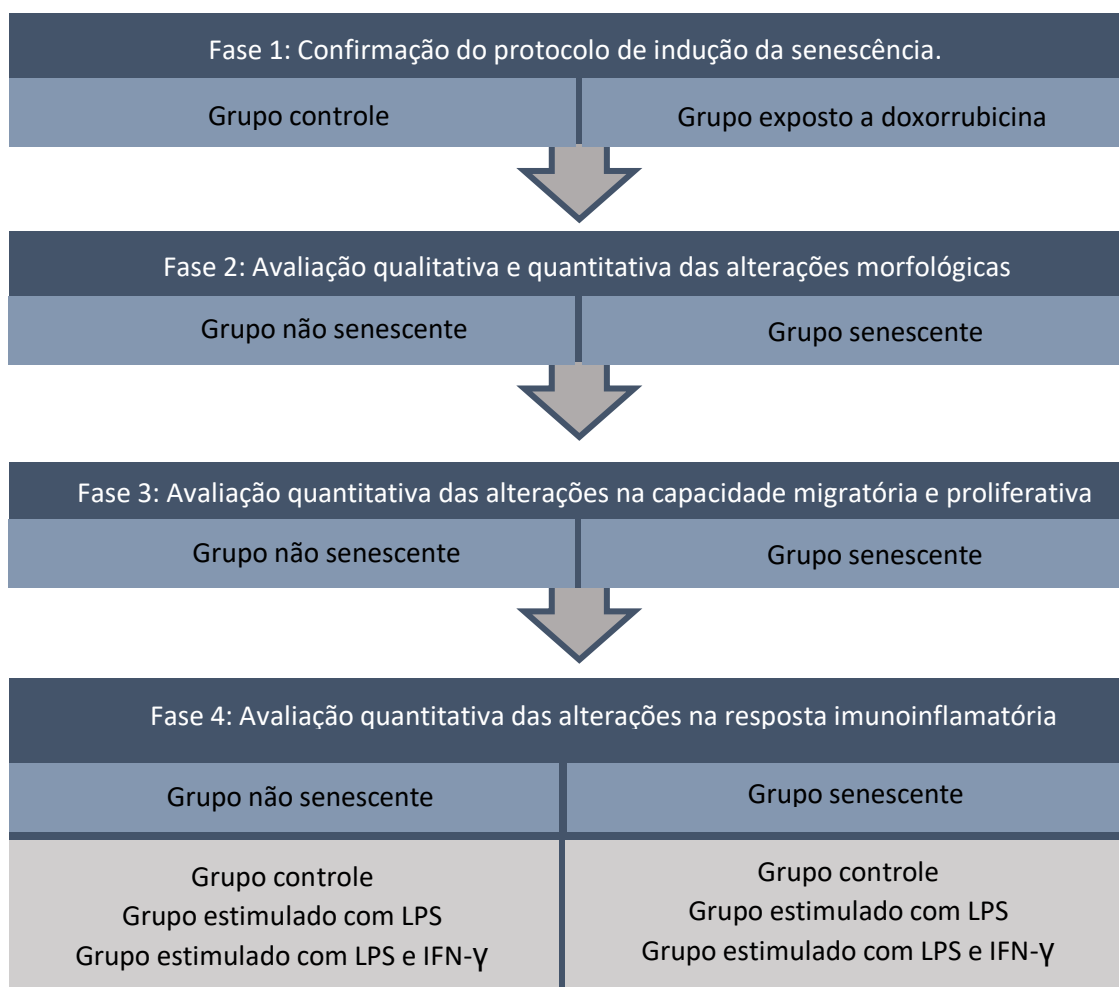 Fase 1: Confirmação do protocolo de indução da senescência.
Grupo controle
Grupo exposto a doxorrubicina
Fase 2: Avaliação qualitativa e quantitativa das alterações morfológicas
Grupo não senescente
Grupo senescente
Fase 3: Avaliação quantitativa das alterações na capacidade migratória e proliferativa
Grupo não senescente
Grupo senescente
Fase 4: Avaliação quantitativa das alterações na resposta imunoinflamatória
Grupo não senescente
Grupo senescente
Grupo controle
Grupo estimulado com LPS
Grupo estimulado com LPS e IFN-γ
Grupo controle
Grupo estimulado com LPS
Grupo estimulado com LPS e IFN-γ